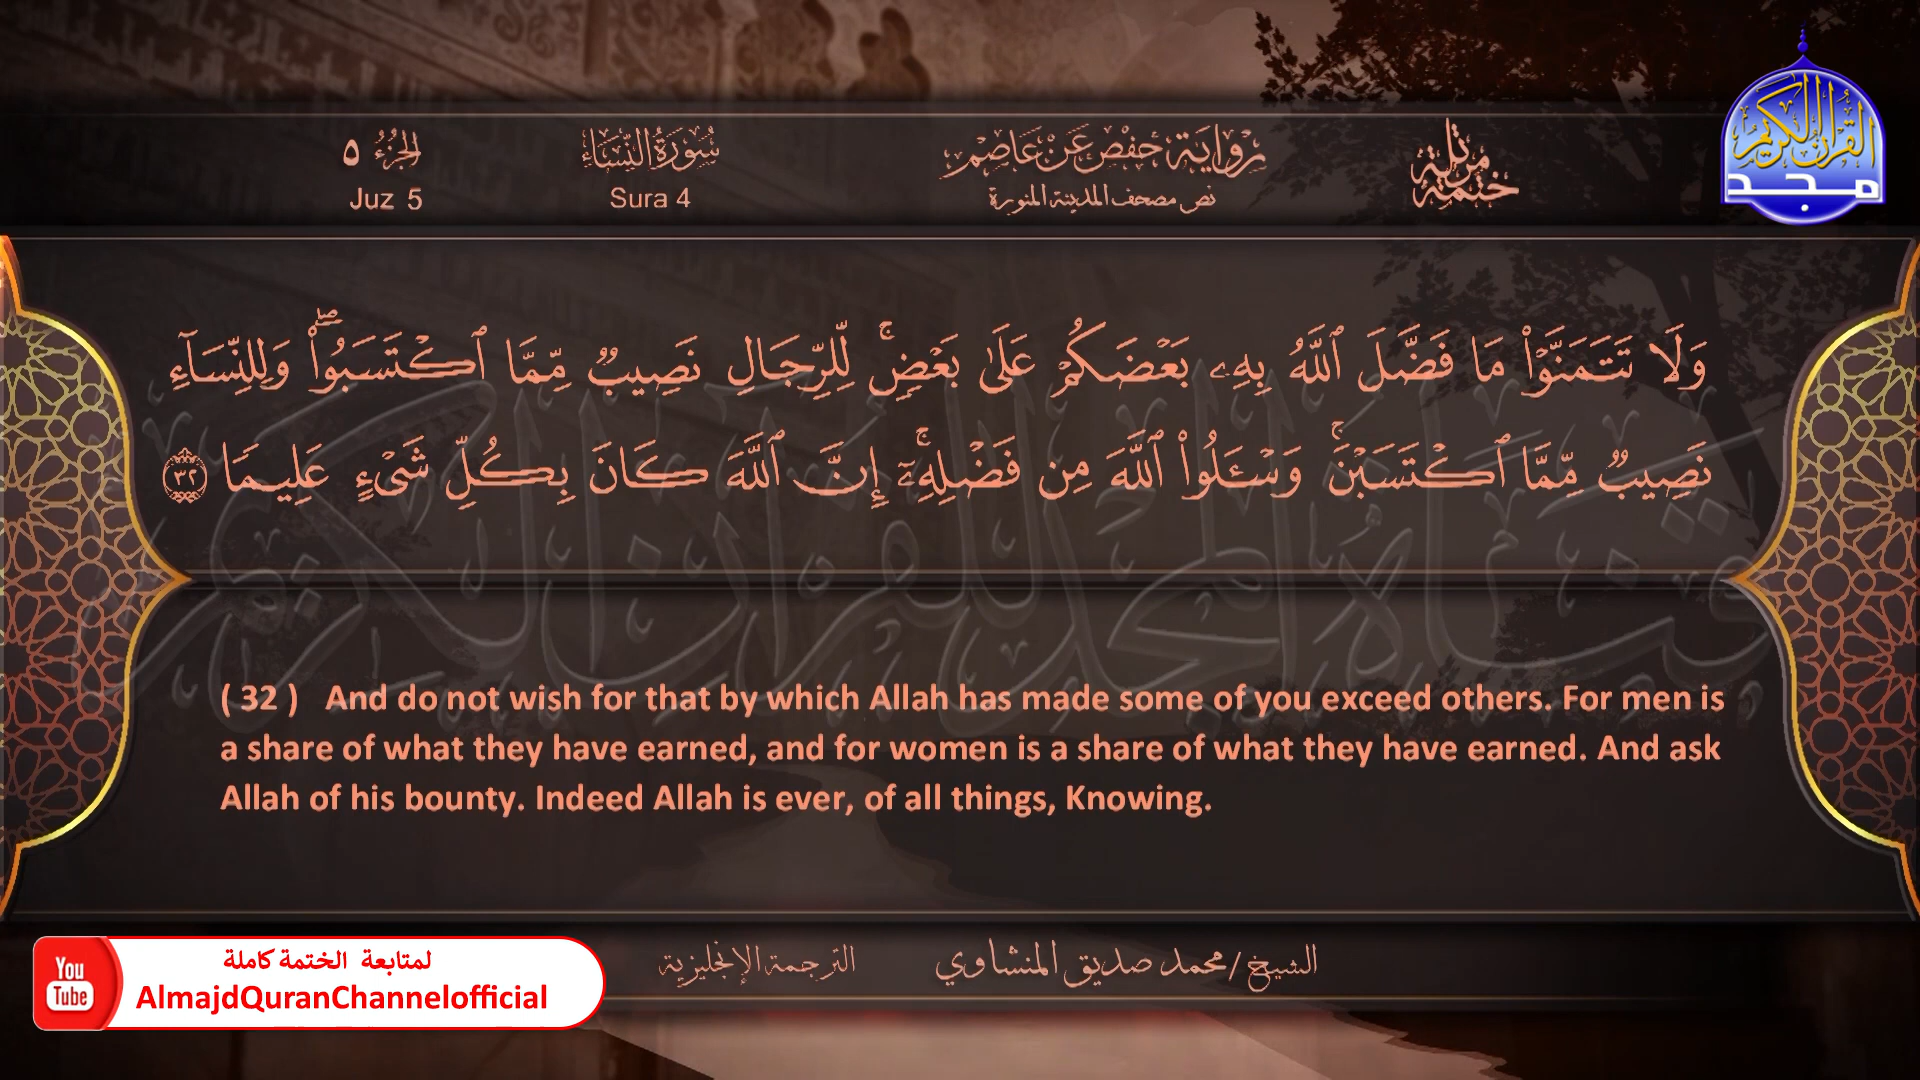 الجزء ٥
سورة النساء
رواية حفص عن عاصم
ختمة مرتلة
Juz 5
Sura 4
نص مصحف المدينة المنورة
القرآن الكريم
مجد
وَلَا تَتَمَنَّوْا۟ مَا فَضَّلَ ٱللَّهُ بِهِۦ بَعْضَكُمْ عَلَىٰ بَعْضٍۚ لِّلرِّجَالِ نَصِيبٌ مِّمَّا ٱكْتَسَبُوا۟ۖ وَلِلنِّسَآءِ
نَصِيبٌ مِّمَّا ٱكْتَسَبْنَۚ وَسْـَٔلُوا۟ ٱللَّهَ مِن فَضْلِهِۦٓۚ إِنَّ ٱللَّهَ كَانَ بِكُلِّ شَىْءٍ عَلِيمًا ٣٢
قناة المجد للقرآن الكريم
( 32 ) And do not wish for that by which Allah has made some of you exceed others. For men is
a share of what they have earned, and for women is a share of what they have earned. And ask
Allah of his bounty. Indeed Allah is ever, of all things, Knowing.
الشيخ / محمد صديق المنشاوي
الترجمة الإنجليزية
You
Tube
لمتابعة الختمة كاملة
AlmajdQuranChannelofficial